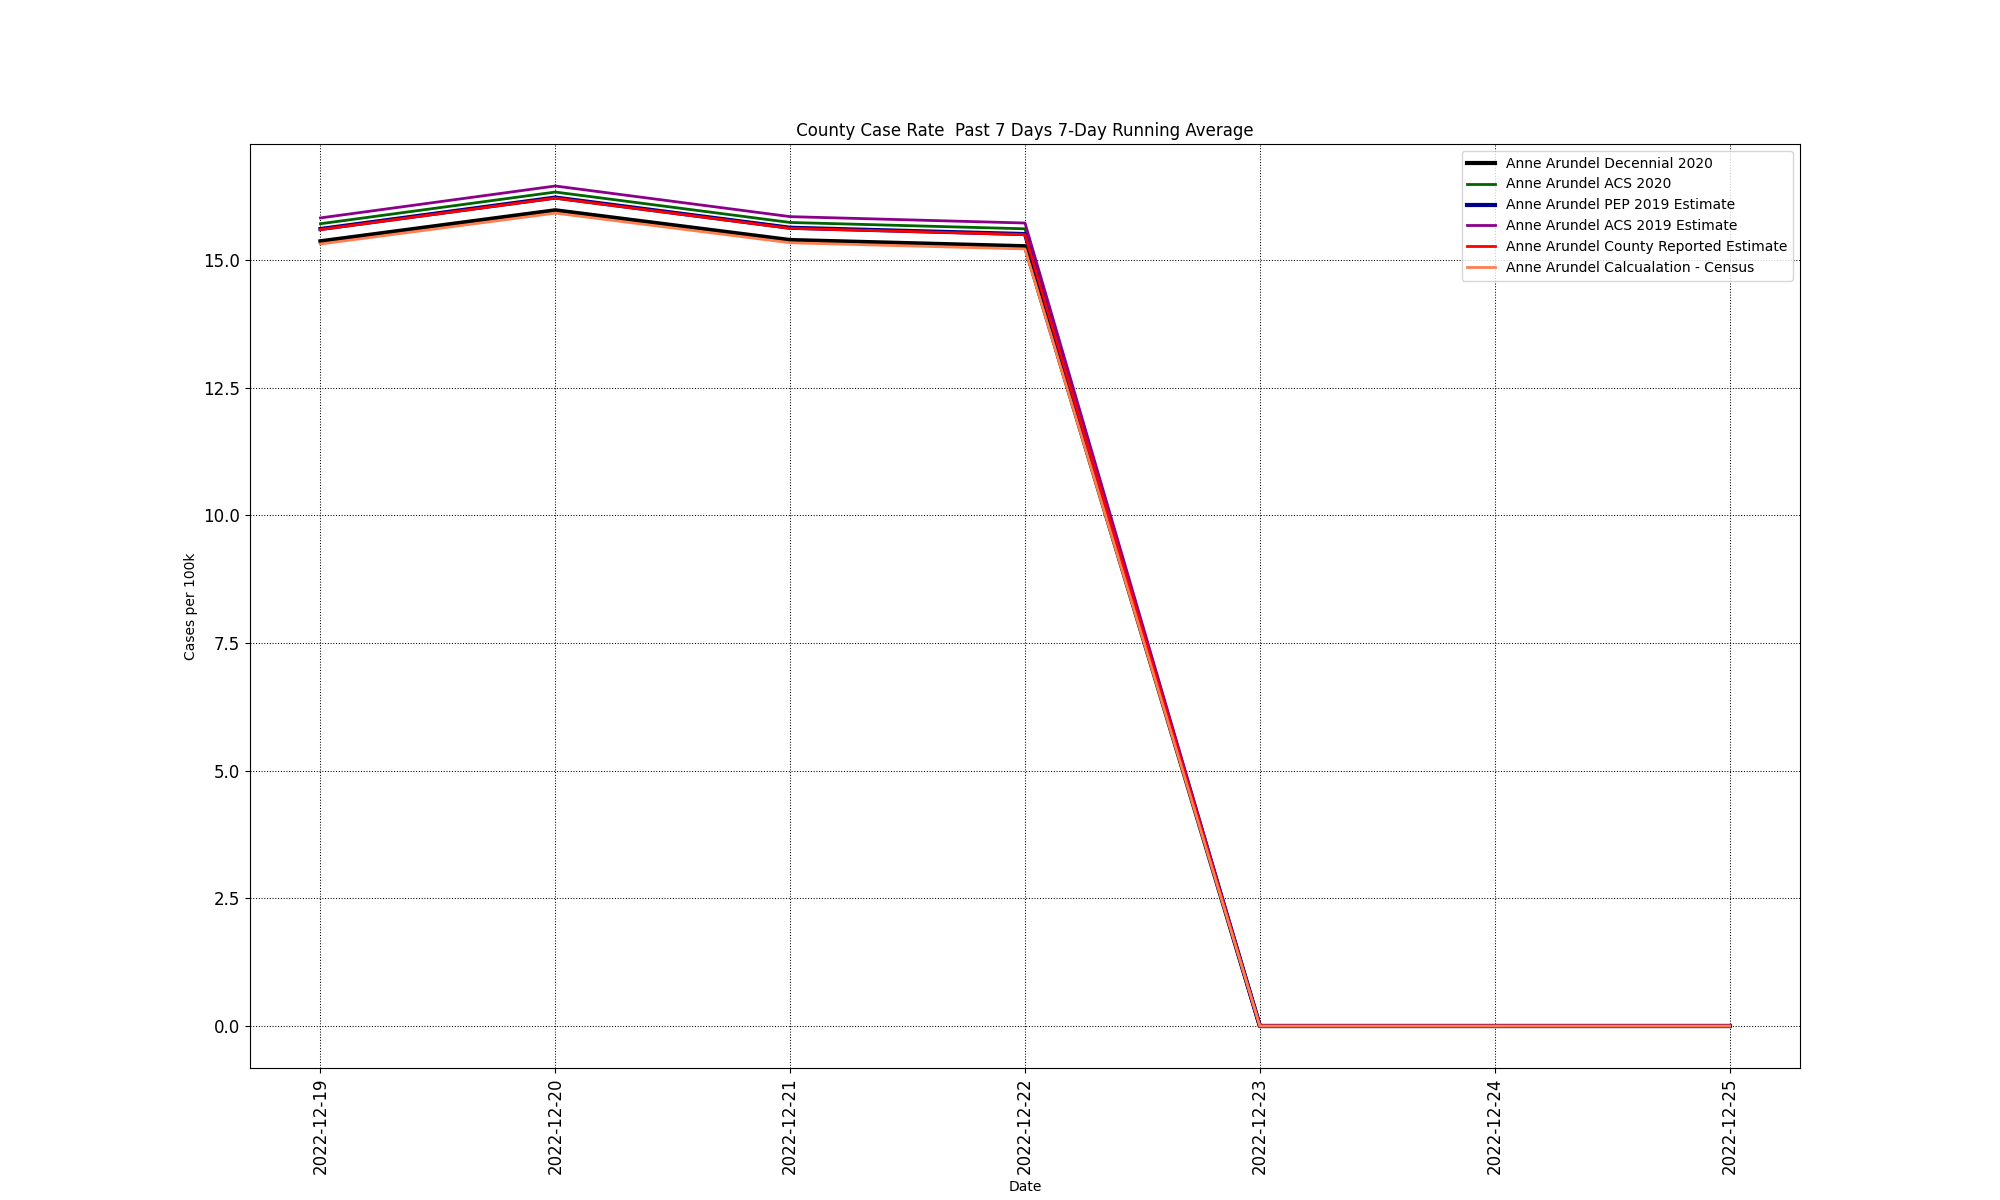 County Case Rate  Past 7 Days 7-Day Running Average
Anne Arundel Decennial 2020
Anne Arundel ACS 2020
Anne Arundel PEP 2019 Estimate
Anne Arundel ACS 2019 Estimate
Anne Arundel County Reported Estimate
Anne Arundel Calcualation - Census
Cases per 100k
15.0
12.5
10.0
7.5
5.0
2.5
0.0
2022-12-19
2022-12-20
2022-12-21
2022-12-22
2022-12-23
2022-12-24
2022-12-25
Date